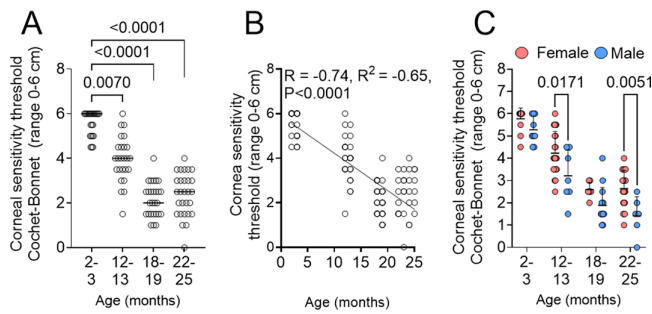 A
<0.0001
<0.0001
0.0070
Corneal sensitivity threshold
Cochet-Bonnet (range 0-6 cm)
8
6
4
2
0
2-
3
12-
13
18-
19
22-
25
Age (months)
B
R = -0.74, R² = -0.65,
P<0.0001
Cornea sensitivity
threshold (range 0-6 cm)
8
6
4
2
0
0 5 10 15 20 25
Age (months)
C
Female Male
0.0171
0.0051
Corneal sensitivity threshold
Cochet-Bonnet (range 0-6 cm)
8
6
4
2
0
2-
3
12-
13
18-
19
22-
25
Age (months)